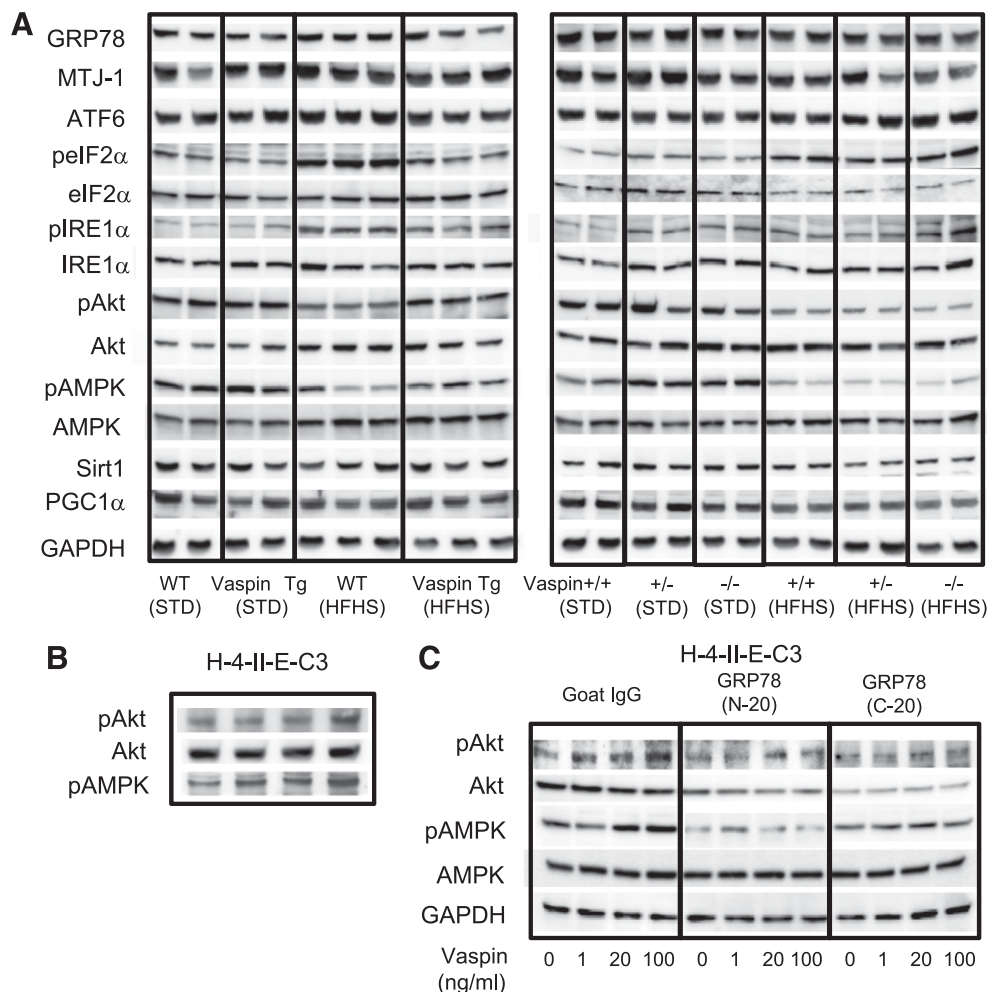 A
GRP78
MTJ-1
ATF6
peIF2α
eIF2α
pIRE1α
IRE1α
pAkt
Akt
pAMPK
AMPK
Sirt1
PGC1α
GAPDH
WT Vaspin Tg WT Vaspin Tg Vaspin+/+ +/- -/- +/+ +/- -/-
(STD) (STD) (HFHS) (HFHS) (STD) (STD) (STD) (HFHS) (HFHS) (HFHS)
B
H-4-II-E-C3
pAkt
Akt
pAMPK
C
H-4-II-E-C3
Goat IgG GRP78 GRP78
(N-20) (C-20)
pAkt
Akt
pAMPK
AMPK
GAPDH
Vaspin 0 1 20 100 0 1 20 100 0 1 20 100
(ng/ml)